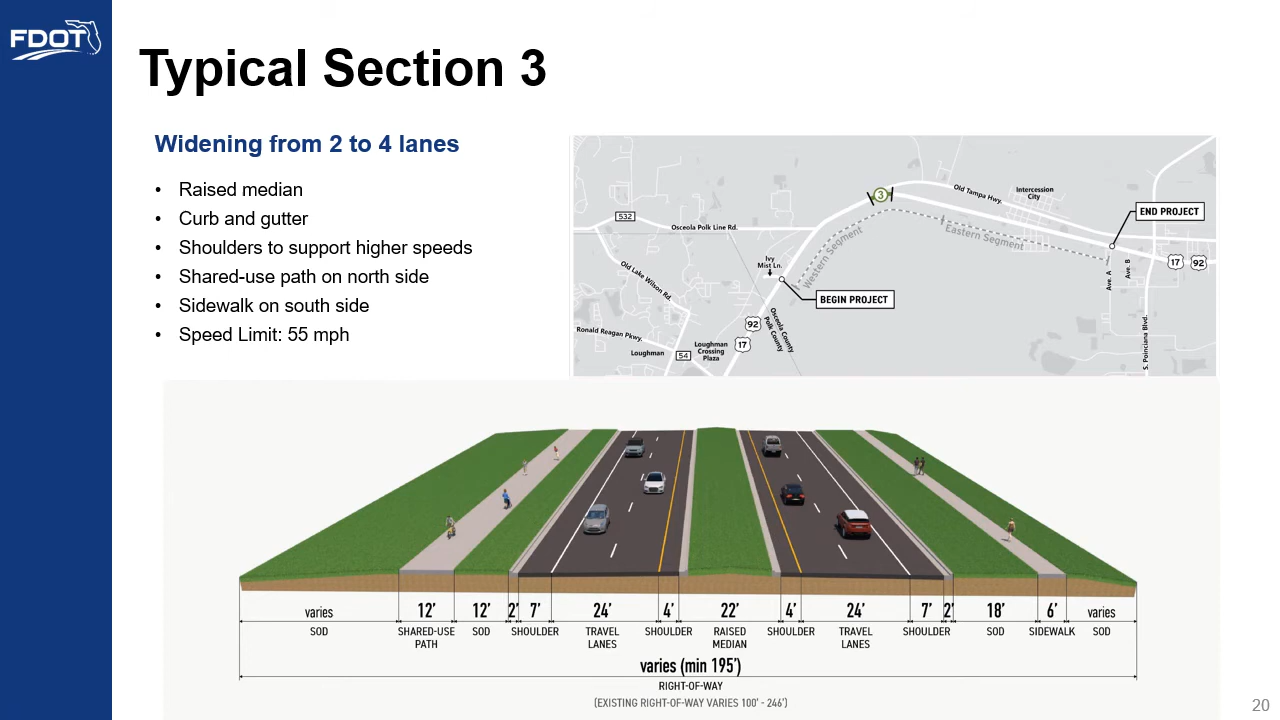 FDOT
Typical Section 3
Widening from 2 to 4 lanes
• Raised median
• Curb and gutter
• Shoulders to support higher speeds
• Shared-use path on north side
• Sidewalk on south side
• Speed Limit: 55 mph
3
Old Tampa Hwy.
Intercession
City
END PROJECT
532
Osceola Polk Line Rd.
Western Segment
Eastern Segment
Ivy
Mist Ln.
17 92
Ave. A
Ave. B
Old Lake Wilson Rd.
BEGIN PROJECT
92
17
Osceola County
Polk County
Ronald Reagan Pkwy.
Loughman
54
Loughman
Crossing
Plaza
S. Poinciana Blvd.
varies 12’ 12’ 2’ 7’ 24’ 4’ 22’ 4’ 24’ 7’ 2’ 18’ 6’ varies
SOD SHARED-USE SOD SHOULDER TRAVEL SHOULDER RAISED SHOULDER TRAVEL SHOULDER SOD SIDEWALK SOD
PATH LANES MEDIAN LANES
varies (min 195’)
RIGHT-OF-WAY
(EXISTING RIGHT-OF-WAY VARIES 100’ - 246’)
20